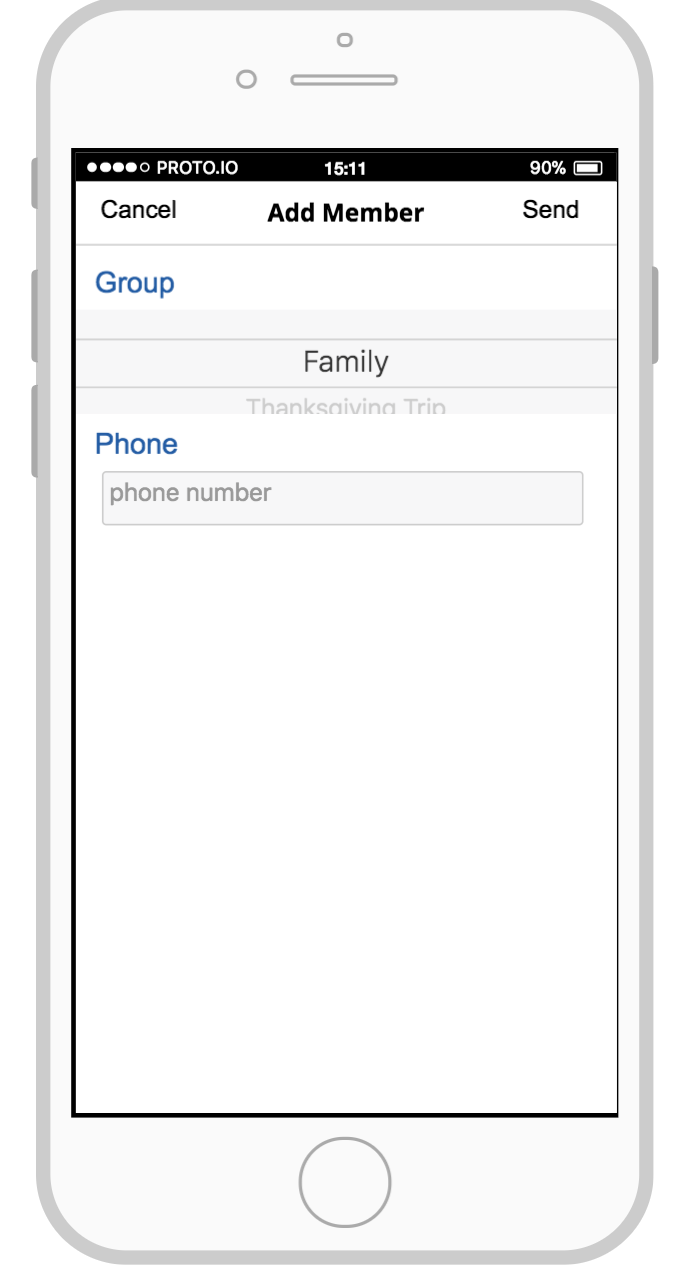 PROTO.IO 15:11 90%
Cancel Add Member Send
Group
Family
Thanksgiving Trip
Phone
phone number